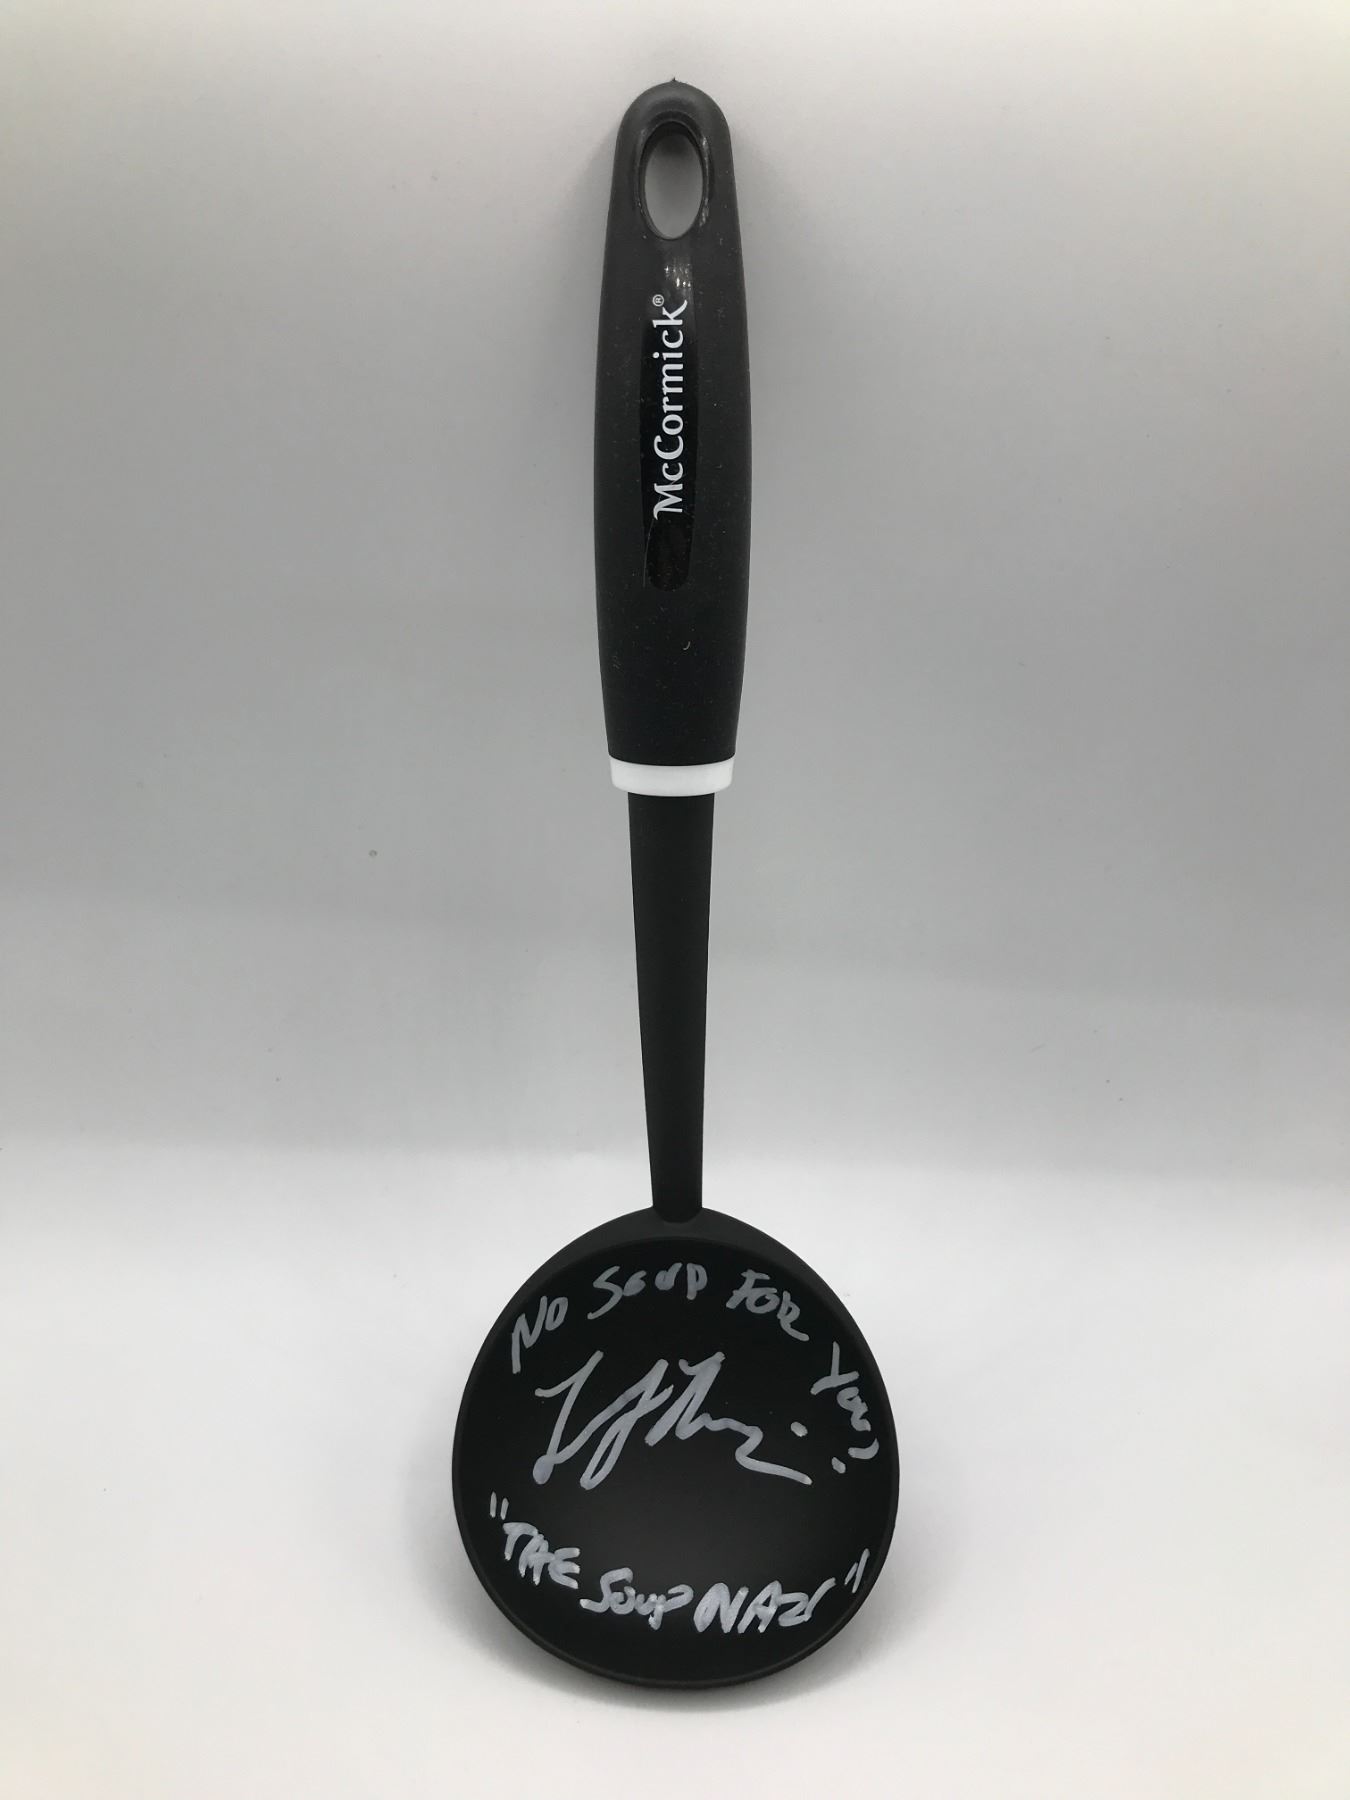 McCormick®
NO SOUP FOR YOU!
"THE SOUP NAZI"